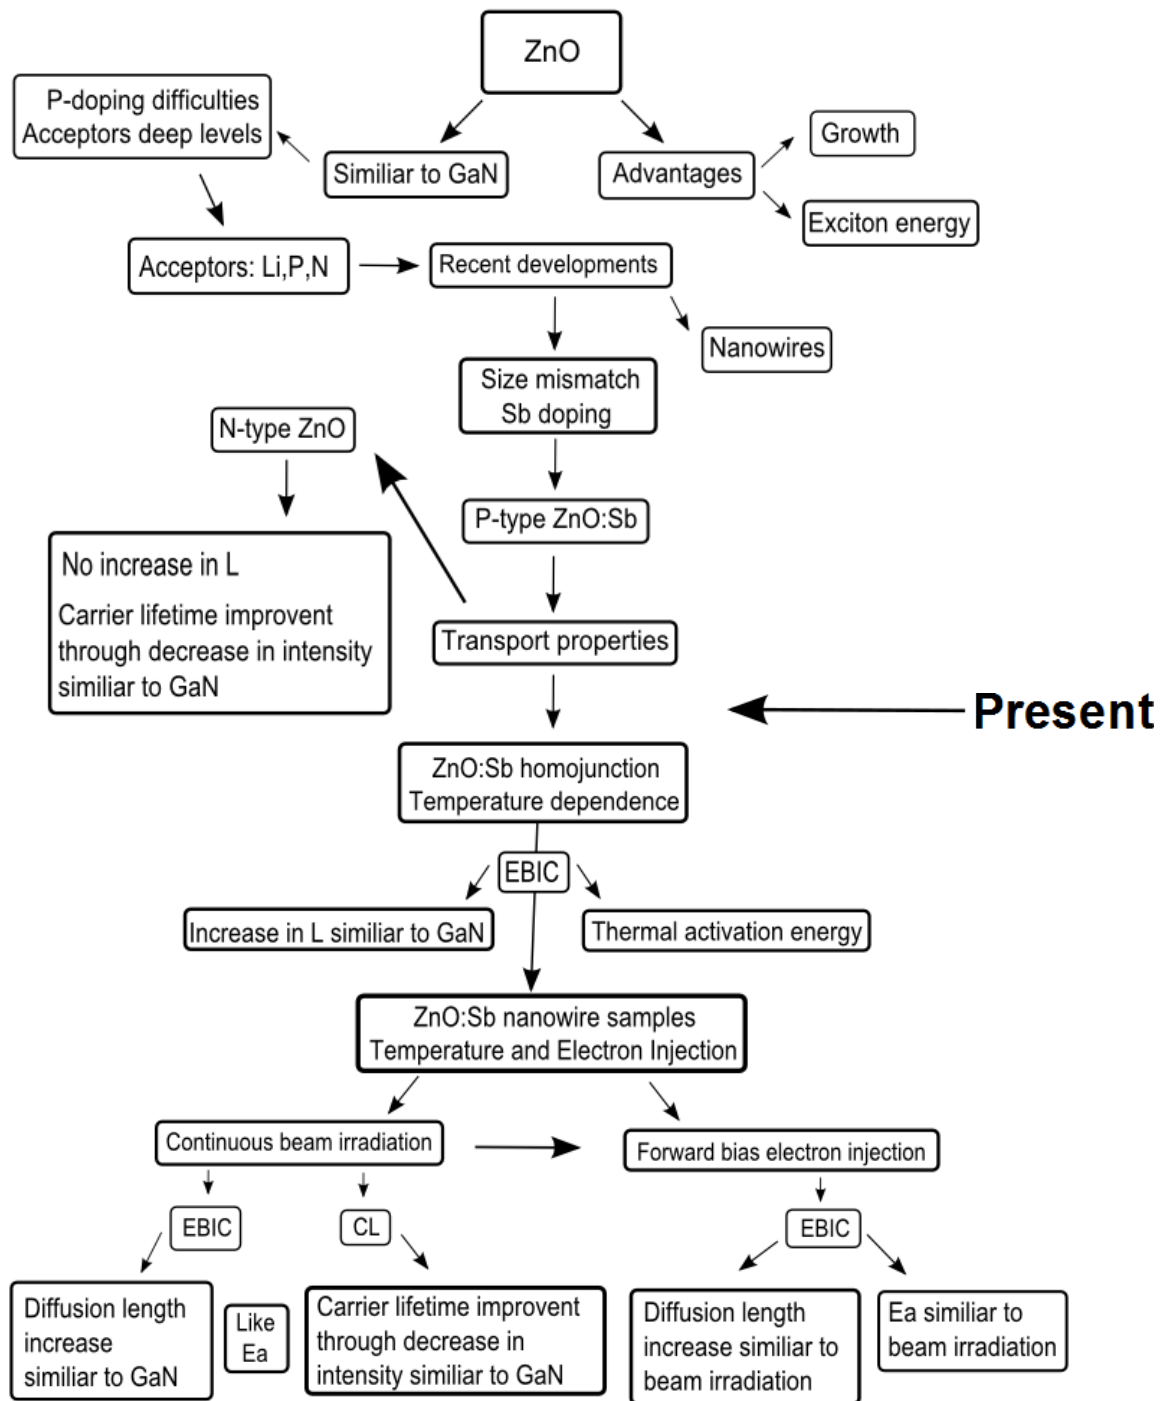 ZnO
P-doping difficulties
Acceptors deep levels
Similiar to GaN
Advantages
Growth
Exciton energy
Acceptors: Li,P,N
Recent developments
Nanowires
Size mismatch
Sb doping
N-type ZnO
P-type ZnO:Sb
No increase in L
Carrier lifetime improvent
through decrease in intensity
similiar to GaN
Transport properties
Present
ZnO:Sb homojunction
Temperature dependence
EBIC
Increase in L similiar to GaN
Thermal activation energy
ZnO:Sb nanowire samples
Temperature and Electron Injection
Continuous beam irradiation
Forward bias electron injection
EBIC
CL
EBIC
Diffusion length
increase
similiar to GaN
Like
Ea
Carrier lifetime improvent
through decrease in
intensity similiar to GaN
Diffusion length
increase similiar to
beam irradiation
Ea similiar to
beam irradiation